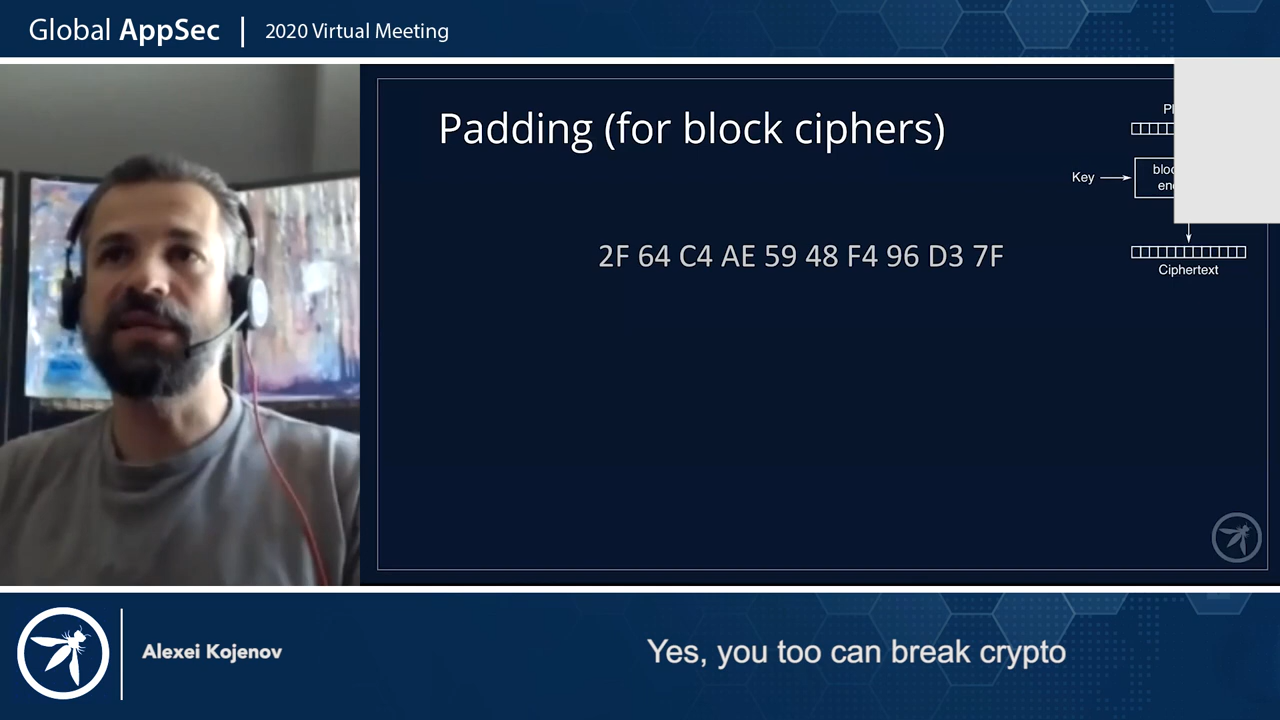 Global AppSec | 2020 Virtual Meeting
Padding (for block ciphers)
Key
2F 64 C4 AE 59 48 F4 96 D3 7F
Ciphertext
Alexei Kojenov
Yes, you too can break crypto